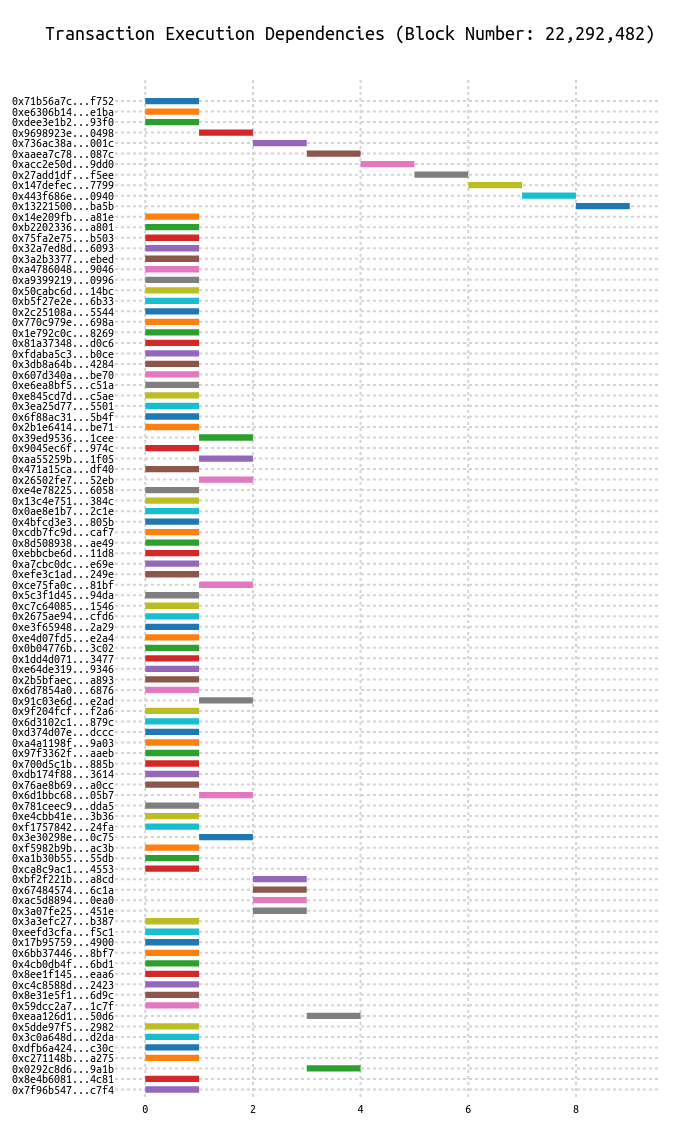 Transaction Execution Dependencies (Block Number: 22,292,482)
0x71b56a7c...f752
0xe6306b14...e1ba
0xdee3e1b2...93f0
0x9698923e...0498
0x736ac38a...001c
0xaaea7c78...087c
0xacc2e50d...9dd0
0x27add1df...f5ee
0x147defec...7799
0x443f686e...0940
0x13221500...ba5b
0x14e209fb...a81e
0xb2202336...a801
0x75fa2e75...b503
0x32a7ed8d...6093
0x3a2b3377...ebed
0xa4786048...9046
0xa9399219...0996
0x50cabc6d...14bc
0xb5f27e2e...6b33
0x2c25108a...5544
0x770c979e...698a
0x1e792c0c...8269
0x81a37348...d0c6
0xfdaba5c3...b0ce
0x3db8a64b...4284
0x607d340a...be70
0xe6ea8bf5...c51a
0xe845cd7d...c5ae
0x3ea25d77...5501
0x6f88ac31...5b4f
0x2b1e6414...be71
0x39ed9536...1cee
0x9045ec6f...974c
0xaa55259b...1f05
0x471a15ca...df40
0x26502fe7...52eb
0xe4e78225...6058
0x13c4e751...384c
0x0ae8e1b7...2c1e
0x4bfcd3e3...805b
0xcdb7fc9d...caf7
0x8d508938...ae49
0xebbcbe6d...11d8
0xa7cbc0dc...e69e
0xefe3c1ad...249e
0xce75fa0c...81bf
0x5c3f1d45...94da
0xc7c64085...1546
0x2675ae94...cfd6
0xe3f65948...2a29
0xe4d07fd5...e2a4
0x0b04776b...3c02
0x1dd4d071...3477
0xe64de319...9346
0x2b5bfaec...a893
0x6d7854a0...6876
0x91c03e6d...e2ad
0x9f204fcf...f2a6
0x6d3102c1...879c
0xd374d07e...dccc
0xa4a1198f...9a03
0x97f3362f...aaeb
0x700d5c1b...885b
0xdb174f88...3614
0x76ae8b69...a0cc
0x6d1bbc68...05b7
0x781ceec9...dda5
0xe4cbb41e...3b36
0xf1757842...24fa
0x3e30298e...0c75
0xf5982b9b...ac3b
0xa1b30b55...55db
0xca8c9ac1...4553
0xbf2f221b...a8cd
0x67484574...6c1a
0xac5d8894...0ea0
0x3a07fe25...451e
0x3a3efc27...b387
0xeefd3cfa...f5c1
0x17b95759...4900
0x6bb37446...8bf7
0x4cb0db4f...6bd1
0x8ee1f145...eaa6
0xc4c8588d...2423
0x8e31e5f1...6d9c
0x59dcc2a7...1c7f
0xeaa126d1...50d6
0x5dde97f5...2982
0x3c0a648d...d2da
0xdfb6a424...c30c
0xc271148b...a275
0x0292c8d6...9a1b
0x8e4b6081...4c81
0x7f96b547...c7f4
0 2 4 6 8